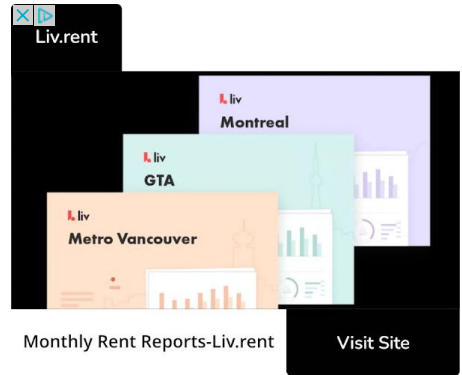 Liv.rent
liv
Montreal
liv
GTA
liv
Metro Vancouver
Monthly Rent Reports-Liv.rent
Visit Site